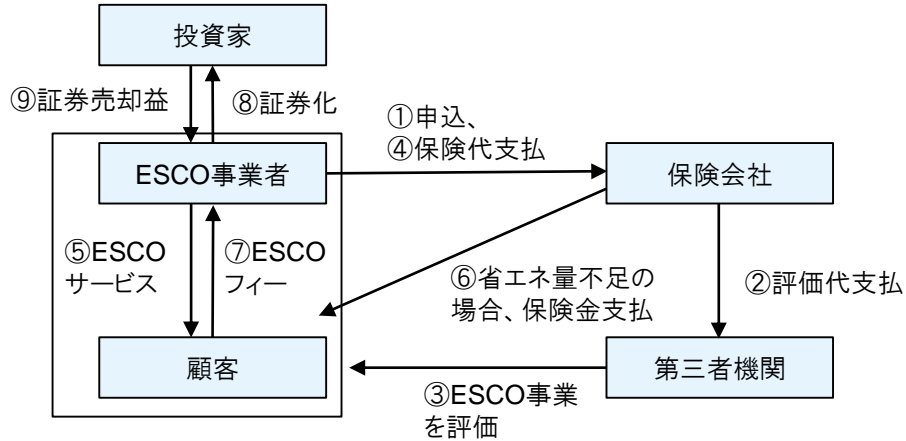 投資家
⑨証券売却益
⑧証券化
①申込、
④保険代支払
ESCO事業者
保険会社
⑤ESCO
サービス
⑦ESCO
フィー
⑥省エネ量不足の
場合、保険金支払
②評価代支払
顧客
第三者機関
③ESCO事業
を評価